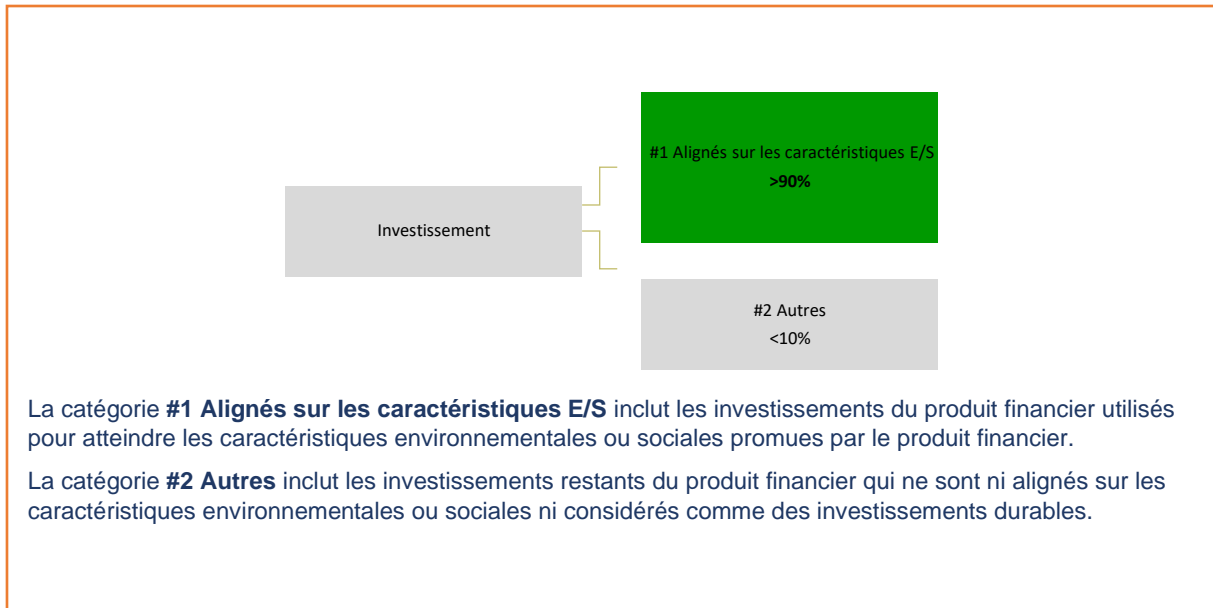 #1 Alignés sur les caractéristiques E/S
>90%
Investissement
#2 Autres
<10%
La catégorie #1 Alignés sur les caractéristiques E/S inclut les investissements du produit financier utilisés
pour atteindre les caractéristiques environnementales ou sociales promues par le produit financier.
La catégorie #2 Autres inclut les investissements restants du produit financier qui ne sont ni alignés sur les
caractéristiques environnementales ou sociales ni considérés comme des investissements durables.